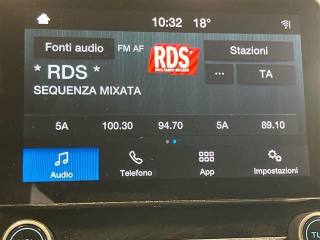 10:32 18°
Fonti audio FM AF RDS Stazioni
* RDS * ... TA
SEQUENZA MIXATA
5A 100.30 94.70 5A 89.10
Audio Telefono App Impostazioni
TU